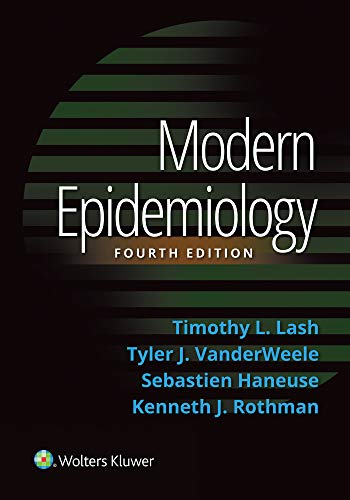 Modern
Epidemiology
FOURTH EDITION
Timothy L. Lash
Tyler J. VanderWeele
Sebastien Haneuse
Kenneth J. Rothman
Wolters Kluwer